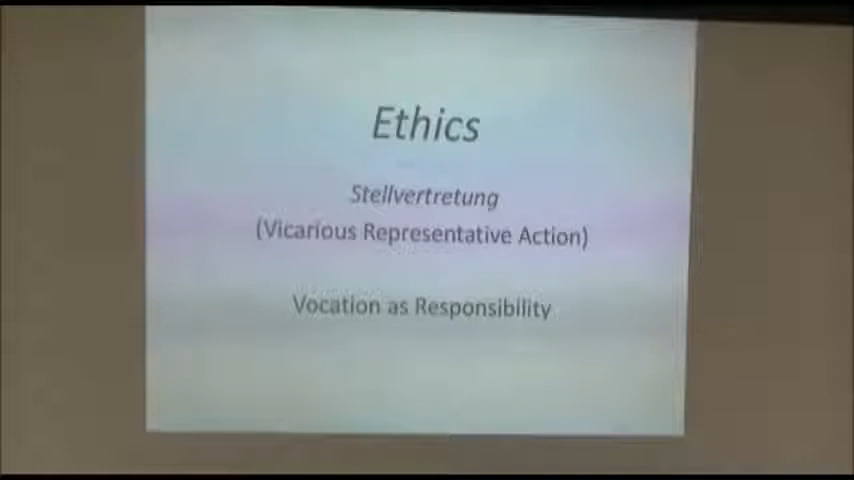 Ethics
Stellvertretung
(Vicarious Representative Action)
Vocation as Responsibility